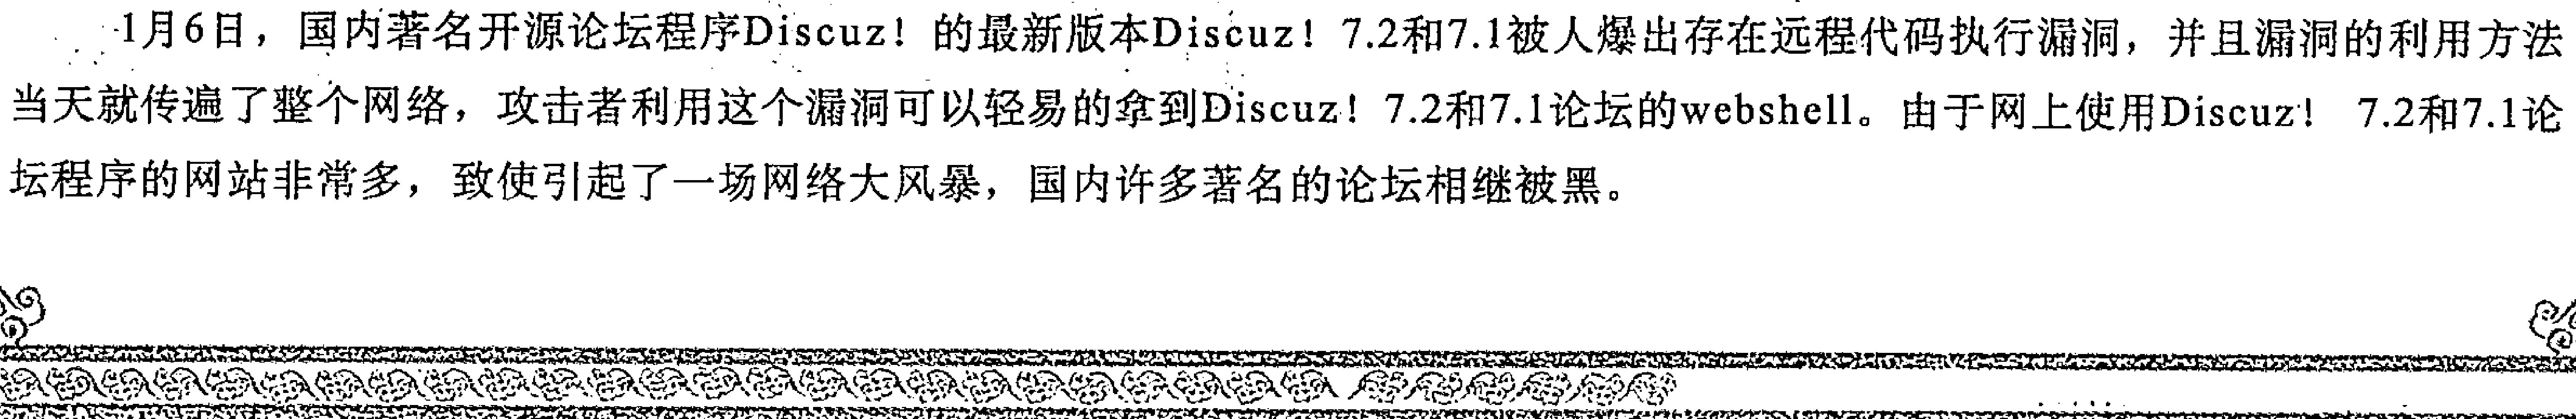 1月6日，国内著名开源论坛程序Discuz！的最新版本Discuz！7.2和7.1被人爆出存在远程代码执行漏洞，并且漏洞的利用方法
当天就传遍了整个网络，攻击者利用这个漏洞可以轻易的拿到Discuz！7.2和7.1论坛的webshell。由于网上使用Discuz！ 7.2和7.1论
坛程序的网站非常多，致使引起了一场网络大风暴，国内许多著名的论坛相继被黑。